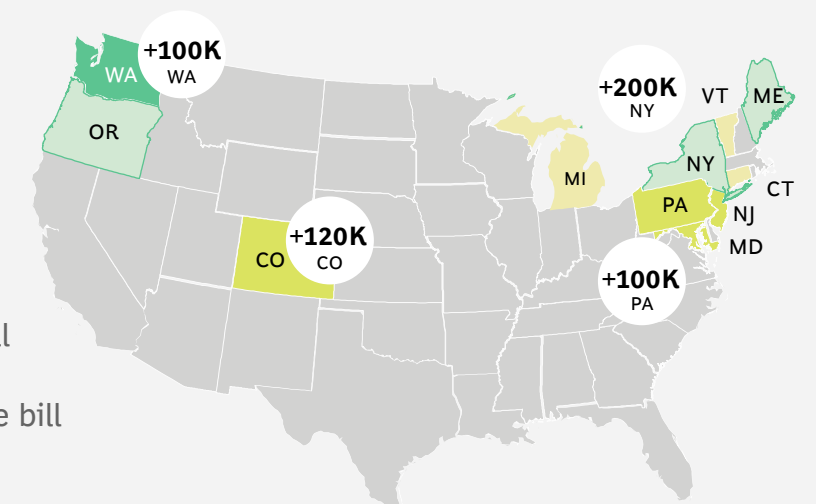 +100K
WA
WA
OR
+200K
NY
VT
ME
NY
MI
CT
PA
NJ
MD
+120K
CO
CO
+100K
PA
e bill